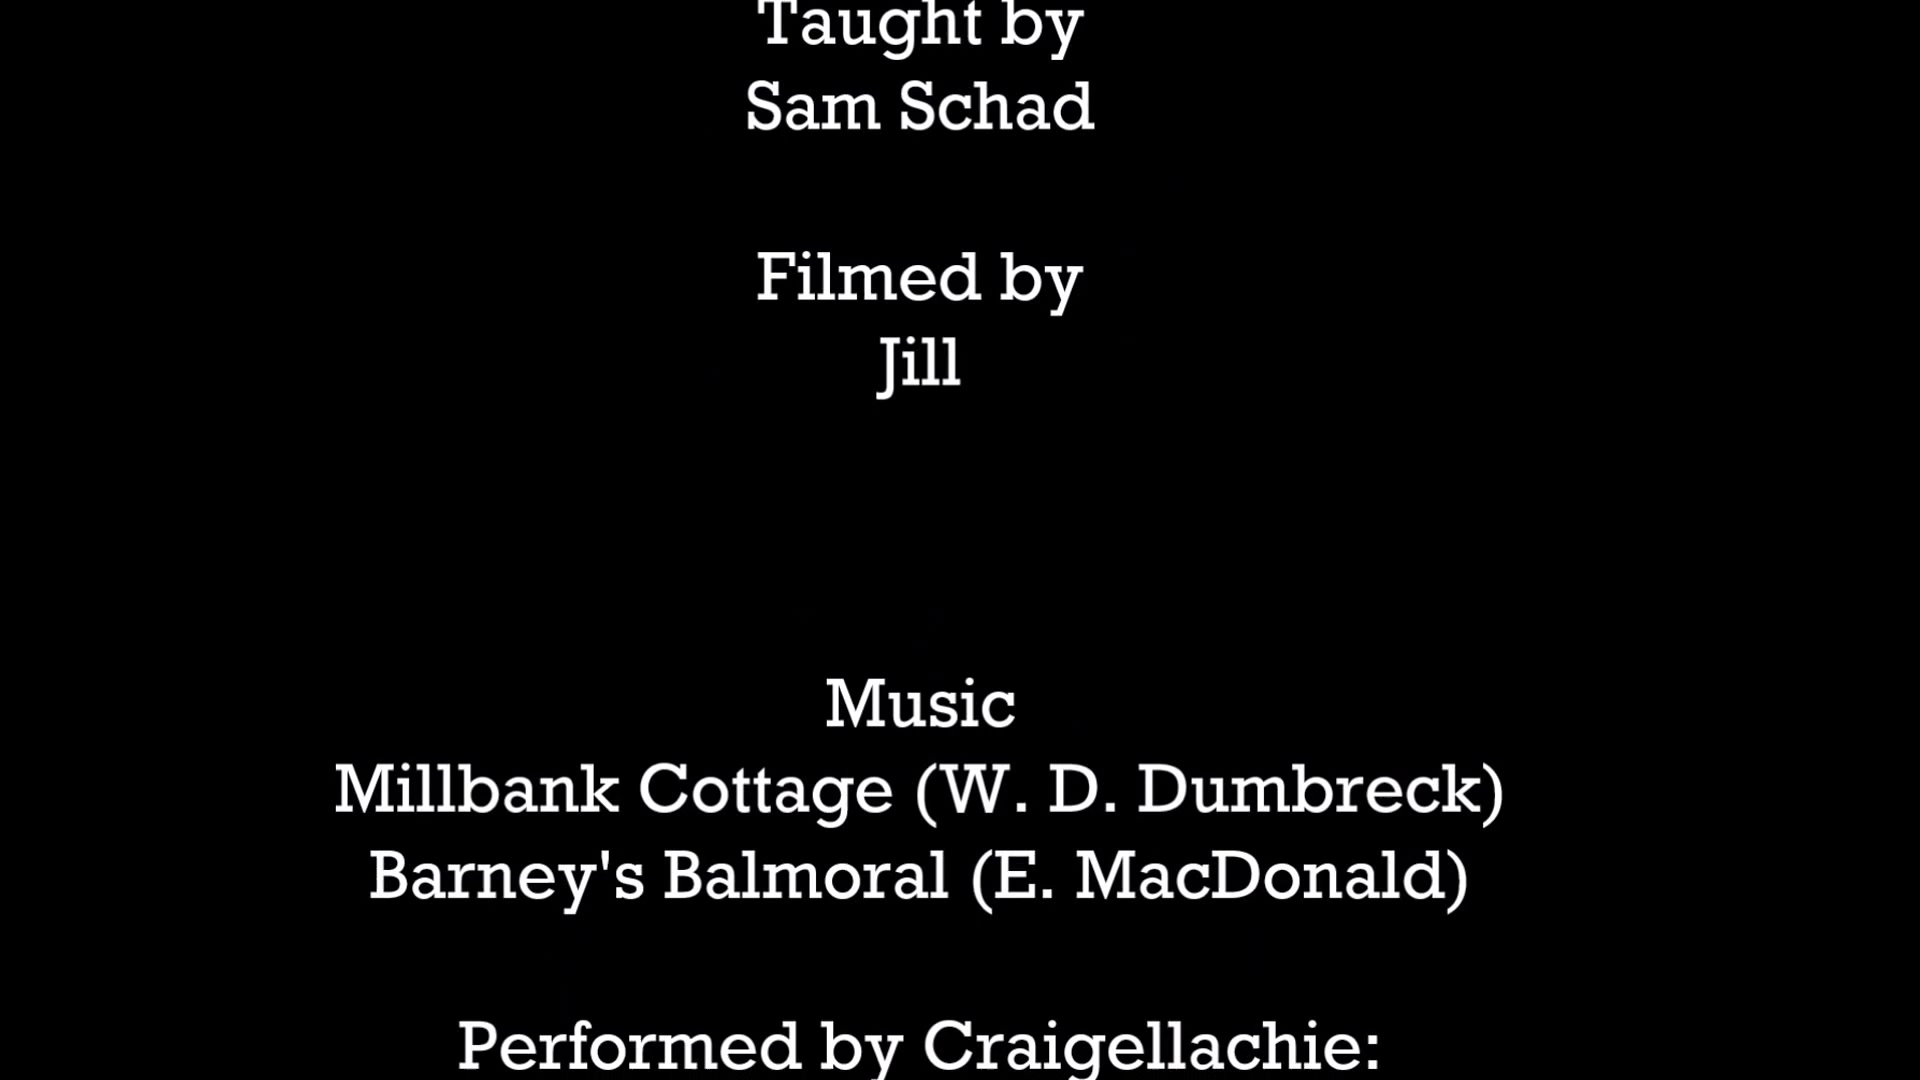 Taught by
Sam Schad
Filmed by
Jill
Music
Millbank Cottage (W. D. Dumbreck)
Barney's Balmoral (E. MacDonald)
Performed by Craigellachie: